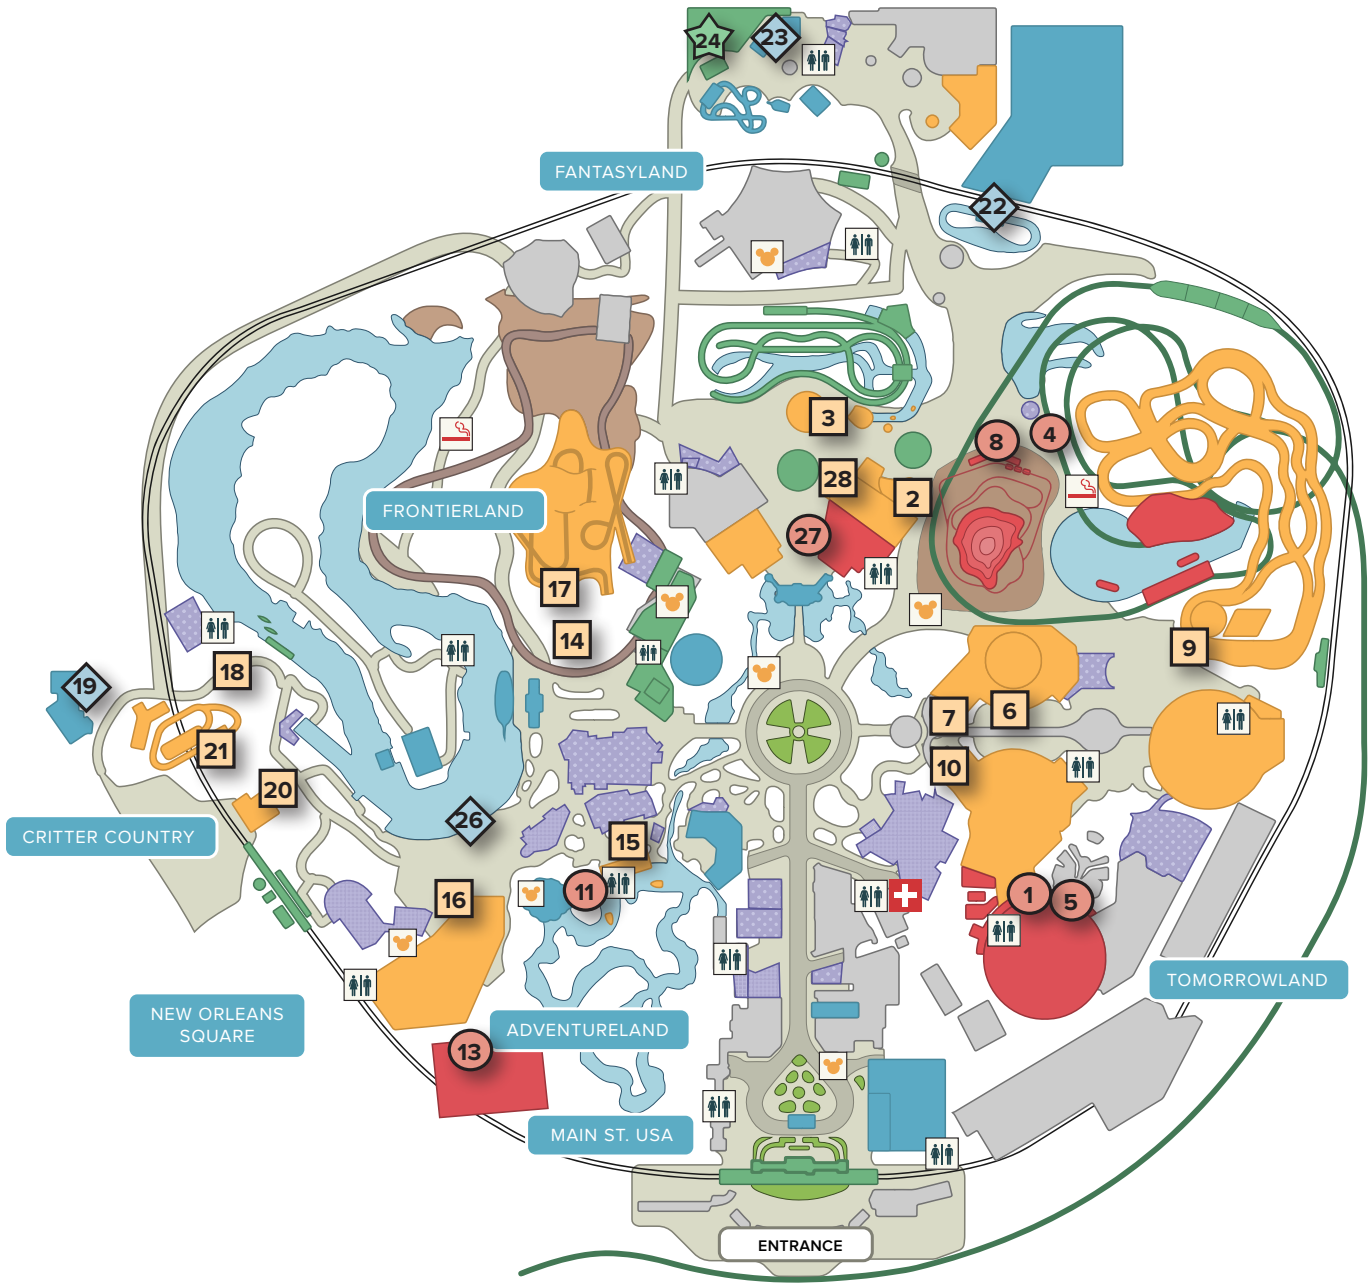 24
23
FANTASYLAND
22
3
8
4
28
2
FRONTIERLAND
27
17
14
9
18
19
7
6
21
10
20
26
CRITTER COUNTRY
15
11
1
5
16
TOMORROWLAND
NEW ORLEANS
SQUARE
ADVENTURELAND
13
MAIN ST. USA
ENTRANCE